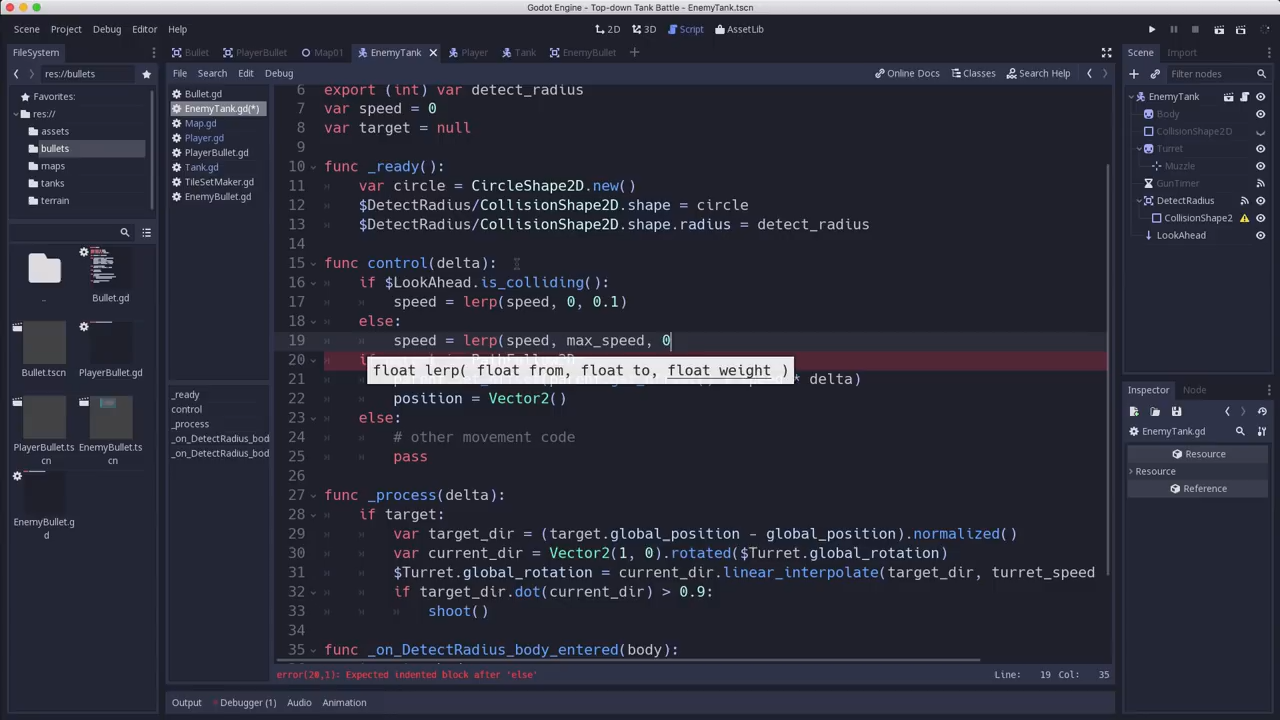 Godot Engine - Top-down Tank Battle - EnemyTank.tscn
Scene Project Debug Editor Help
2D 3D Script AssetLib
FileSystem
Bullet PlayerBullet Map01 EnemyTank Player Tank EnemyBullet
Scene Import
res://bullets
File Search Edit Debug
Online Docs Classes Search Help
Filter nodes
Favorites:
res://
assets
bullets
maps
tanks
terrain
Bullet.gd
EnemyTank.gd(*)
Map.gd
Player.gd
PlayerBullet.gd
Tank.gd
TileSetMaker.gd
EnemyBullet.gd
..
Bullet.gd
Bullet.tscn
PlayerBullet.gd
PlayerBullet.ts
cn
EnemyBullet.ts
cn
EnemyBullet.g
d
_ready
control
_process
_on_DetectRadius_bod
_on_DetectRadius_bod
6 export (int) var detect_radius
7 var speed = 0
8 var target = null
9
10 func _ready():
11 var circle = CircleShape2D.new()
12 $DetectRadius/CollisionShape2D.shape = circle
13 $DetectRadius/CollisionShape2D.shape.radius = detect_radius
14
15 func control(delta):
16 if $LookAhead.is_colliding():
17 speed = lerp(speed, 0, 0.1)
18 else:
19 speed = lerp(speed, max_speed, 0
20
float lerp( float from, float to, float weight )
21 * delta)
22 position = Vector2()
23 else:
24 # other movement code
25 pass
26
27 func _process(delta):
28 if target:
29 var target_dir = (target.global_position - global_position).normalized()
30 var current_dir = Vector2(1, 0).rotated($Turret.global_rotation)
31 $Turret.global_rotation = current_dir.linear_interpolate(target_dir, turret_speed
32 if target_dir.dot(current_dir) > 0.9:
33 shoot()
34
35 func _on_DetectRadius_body_entered(body):
error(20,1): Expected indented block after 'else'
Line: 19 Col: 35
Output Debugger (1) Audio Animation
EnemyTank
Body
CollisionShape2D
Turret
Muzzle
GunTimer
DetectRadius
CollisionShape2
LookAhead
Inspector Node
EnemyTank.gd
Resource
Resource
Reference